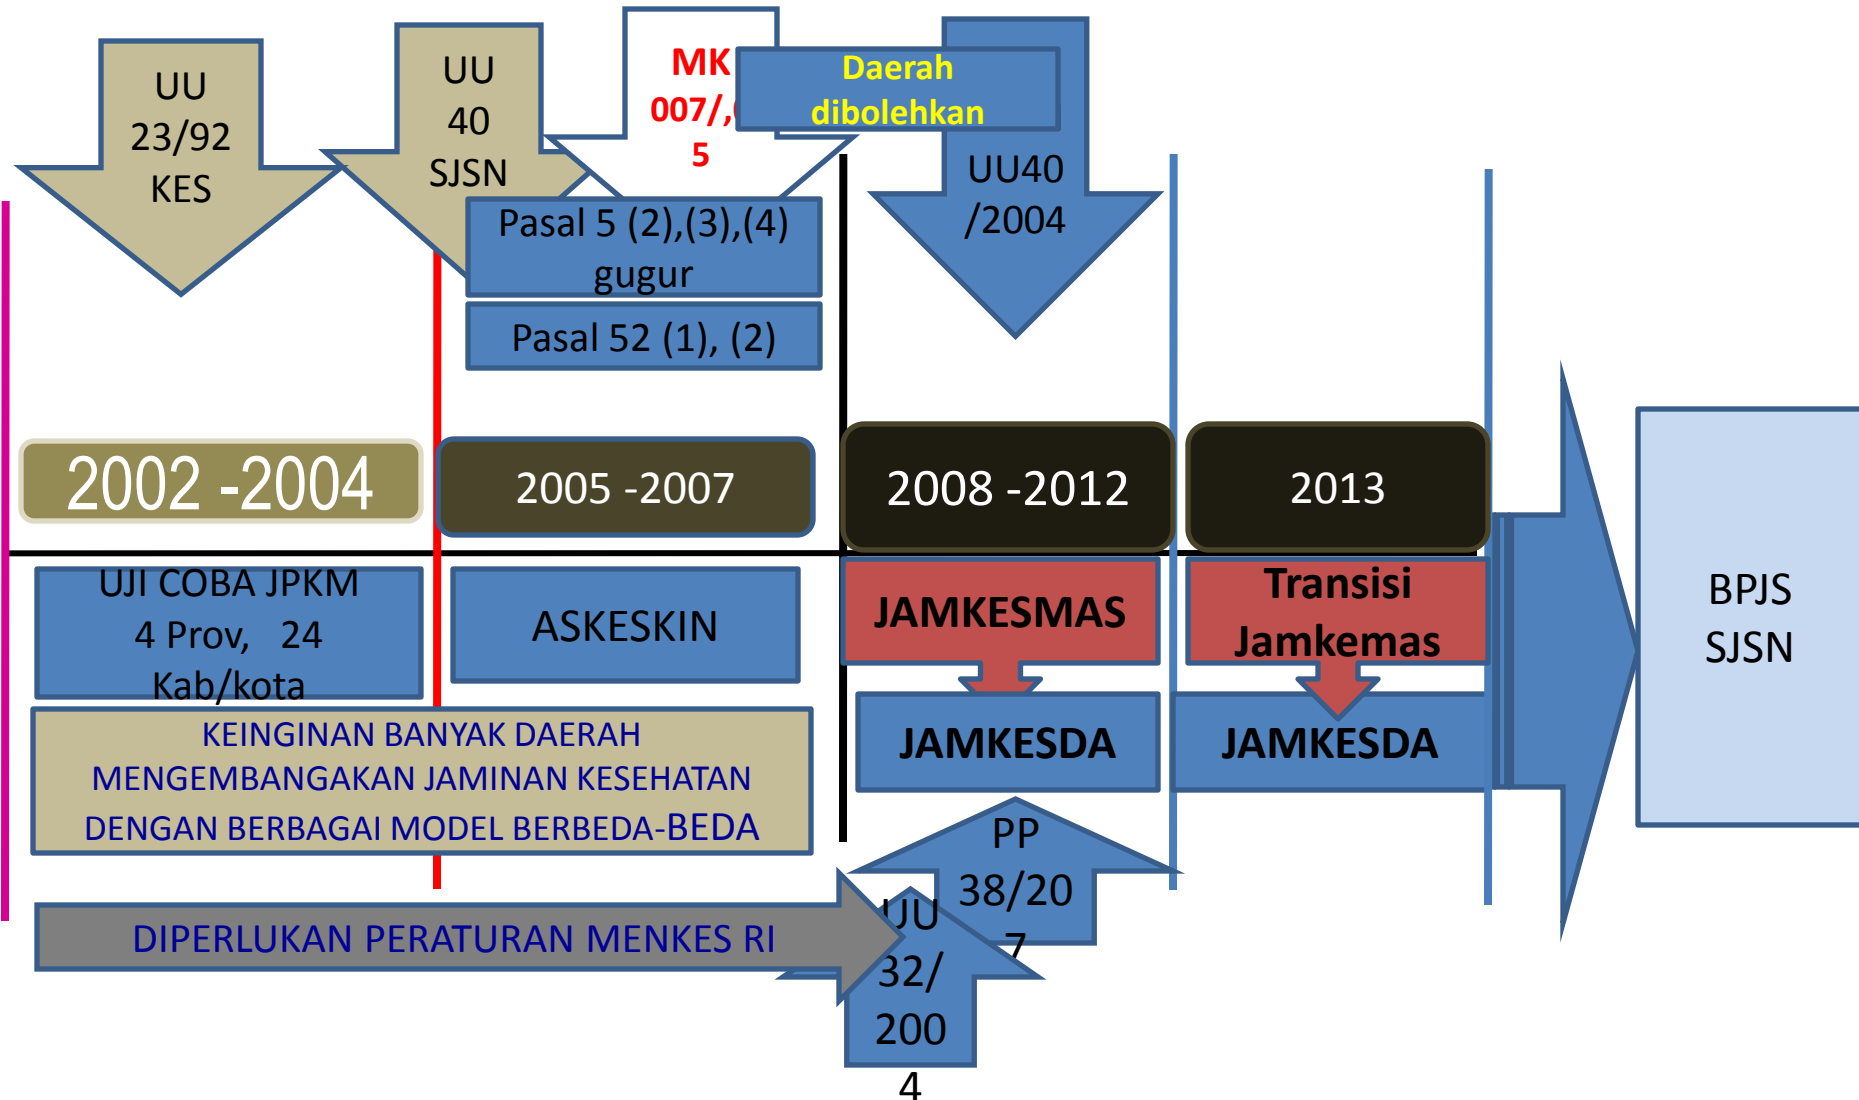 UU
23/92
KES
UU
40
SJSN
MK
007/,
5
Daerah
dibolehkan
UU40
/2004
Pasal 5 (2),(3),(4)
gugur
Pasal 52 (1), (2)
2002 -2004
2005 -2007
2008 -2012
2013
UJI COBA JPKM
4 Prov, 24
Kab/kota
ASKESKIN
JAMKESMAS
Transisi
Jamkemas
BPJS
SJSN
JAMKESDA
JAMKESDA
KEINGINAN BANYAK DAERAH
MENGEMBANGAKAN JAMINAN KESEHATAN
DENGAN BERBAGAI MODEL BERBEDA-BEDA
PP
38/20
7
DIPERLUKAN PERATURAN MENKES RI
UU
32/
200
4